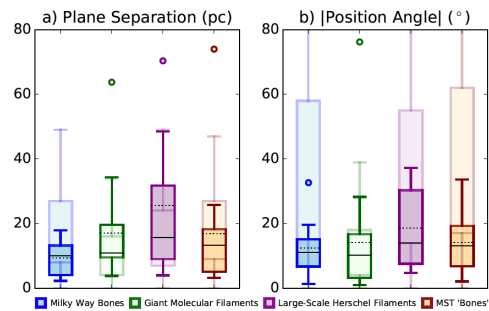 a) Plane Separation (pc) b) |Position Angle| (°)
80 80
60 60
40 40
20 20
0 0
Milky Way Bones Giant Molecular Filaments Large-Scale Herschel Filaments MST 'Bones'